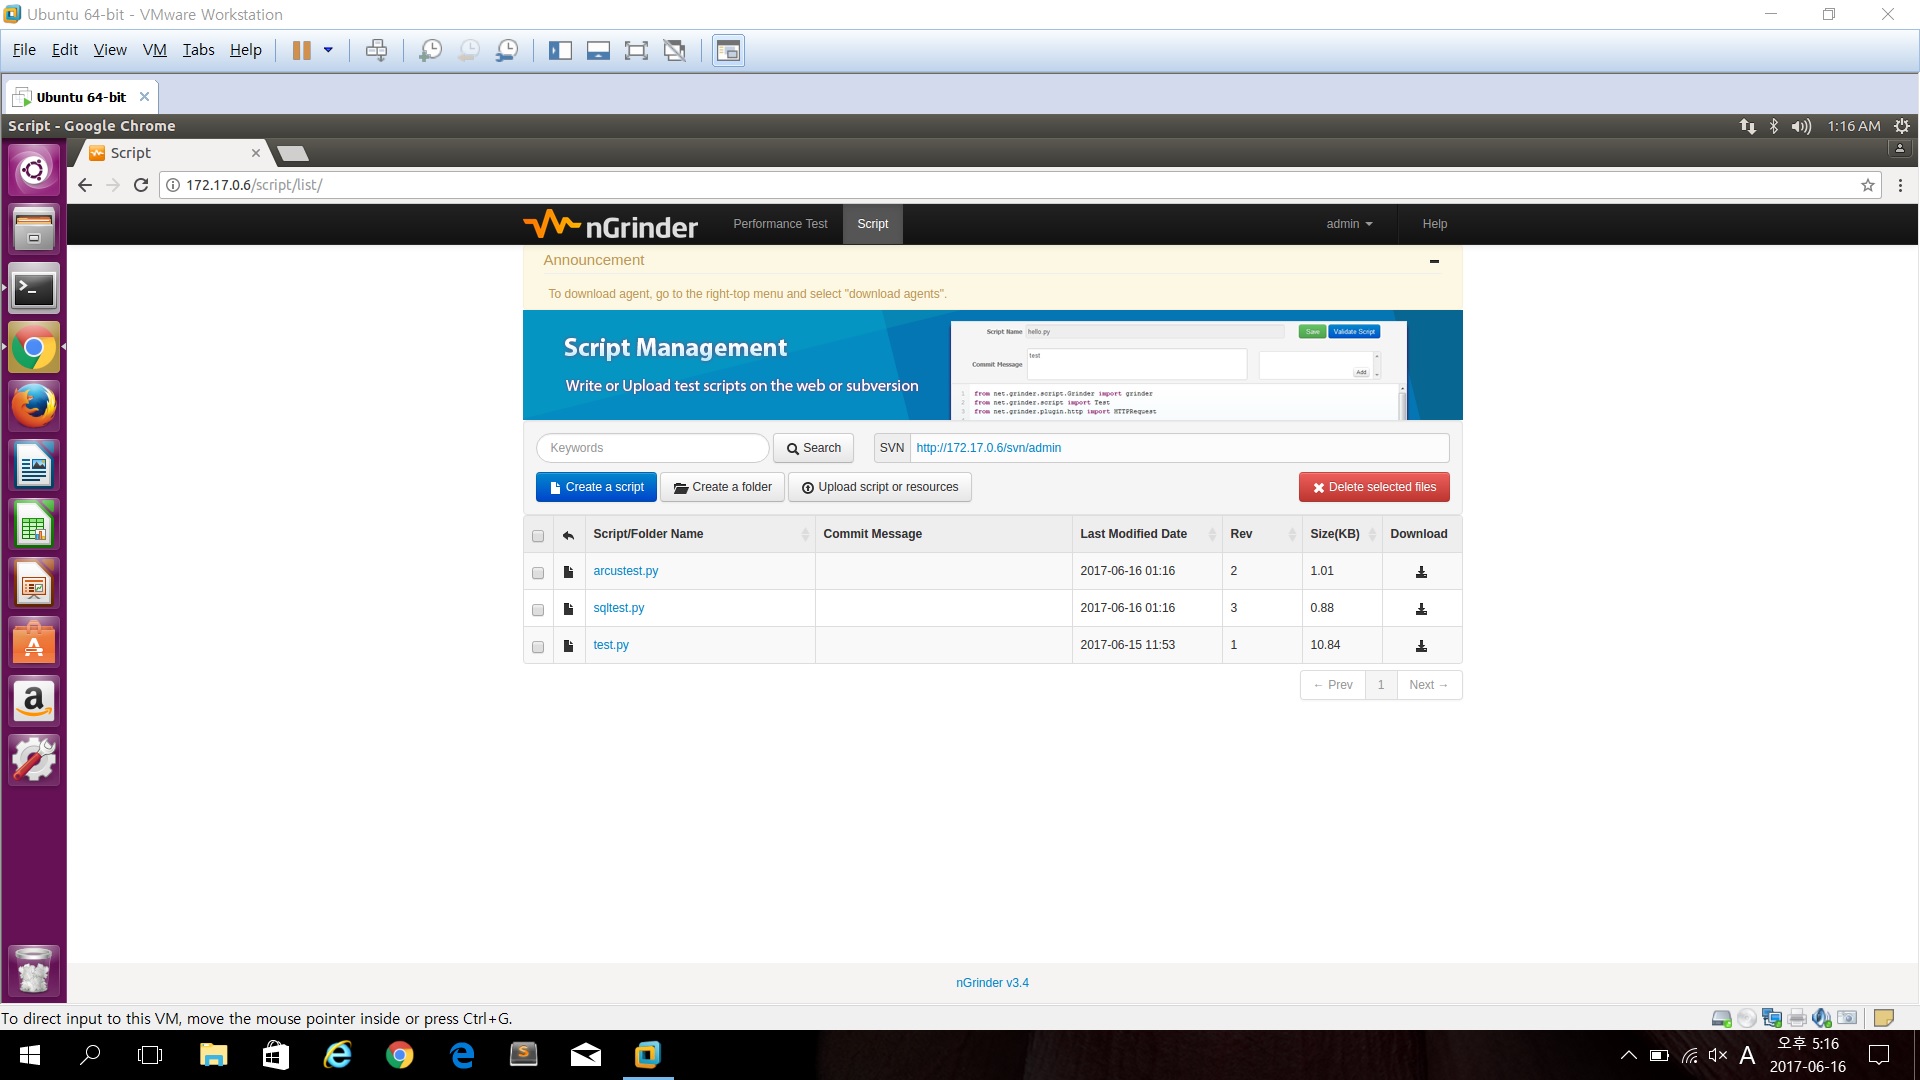 Ubuntu 64-bit - VMware Workstation
File Edit View VM Tabs Help
Ubuntu 64-bit
Script - Google Chrome
1:16 AM
Script
172.17.0.6/script/list/
nGrinder Performance Test Script admin Help
Announcement
To download agent, go to the right-top menu and select "download agents".
Script Management
Write or Upload test scripts on the web or subversion
Script Name hello.py Save Validate Script
Commit Message test Add
1 from net.grinder.script.Grinder import grinder
2 from net.grinder.script import Test
3 from net.grinder.plugin.http import HTTPRequest
Keywords Search SVN http://172.17.0.6/svn/admin
Create a script Create a folder Upload script or resources Delete selected files
Script/Folder Name Commit Message Last Modified Date Rev Size(KB) Download
arcustest.py 2017-06-16 01:16 2 1.01
sqltest.py 2017-06-16 01:16 3 0.88
test.py 2017-06-15 11:53 1 10.84
← Prev 1 Next →
nGrinder v3.4
To direct input to this VM, move the mouse pointer inside or press Ctrl+G.
A 오후 5:16
2017-06-16